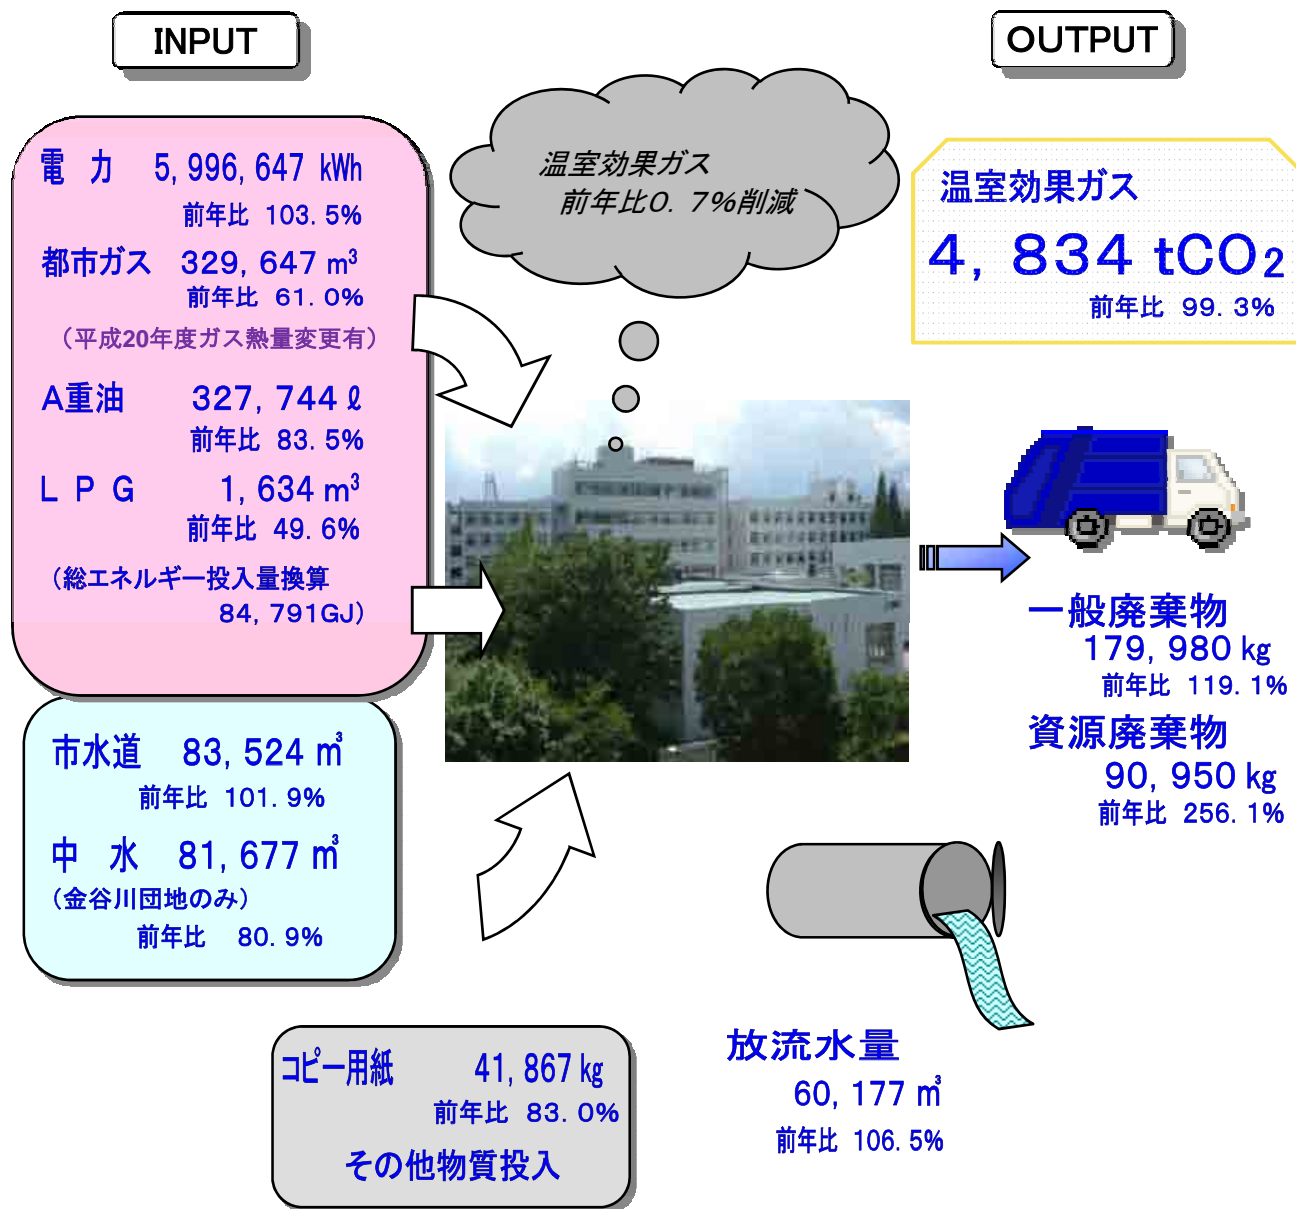 INPUT
OUTPUT
電 力 5,996,647 kWh
前年比 103.5%
都市ガス 329,647 m³
前年比 61.0%
（平成20年度ガス熱量変更有）
A重油 327,744 ℓ
前年比 83.5%
L P G 1,634 m³
前年比 49.6%
（総エネルギー投入量換算
84,791GJ）
市水道 83,524 ㎥
前年比 101.9%
中 水 81,677 ㎥
（金谷川団地のみ）
前年比 80.9%
コピー用紙 41,867 kg
前年比 83.0%
その他物質投入
温室効果ガス
前年比0.7%削減
温室効果ガス
4,834 tCO₂
前年比 99.3%
一般廃棄物
179,980 kg
前年比 119.1%
資源廃棄物
90,950 kg
前年比 256.1%
放流水量
60,177 ㎥
前年比 106.5%